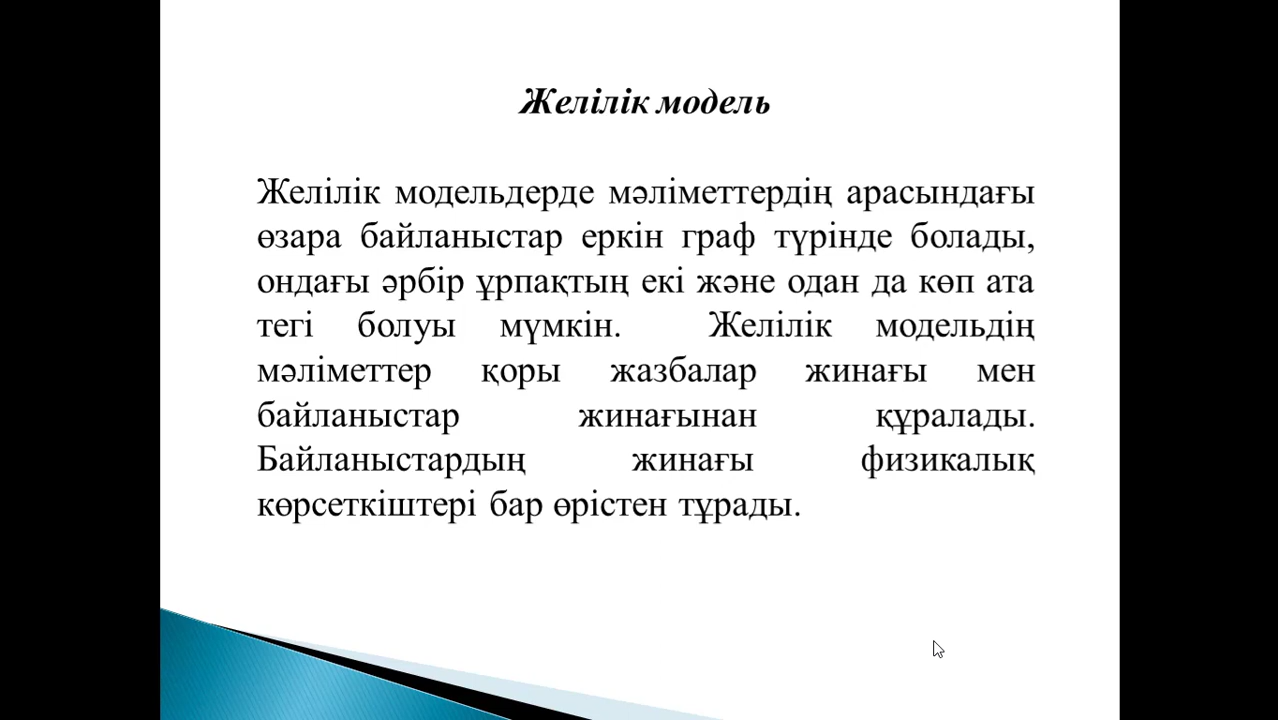 Желілік модель
Желілік модельдерде мәліметтердің арасындағы
өзара байланыстар еркін граф түрінде болады,
ондағы әрбір ұрпақтың екі және одан да көп ата
тегі болуы мүмкін. Желілік модельдің
мәліметтер қоры жазбалар жинағы мен
байланыстар жинағынан құралады.
Байланыстардың жинағы физикалық
көрсеткіштері бар өрістен тұрады.